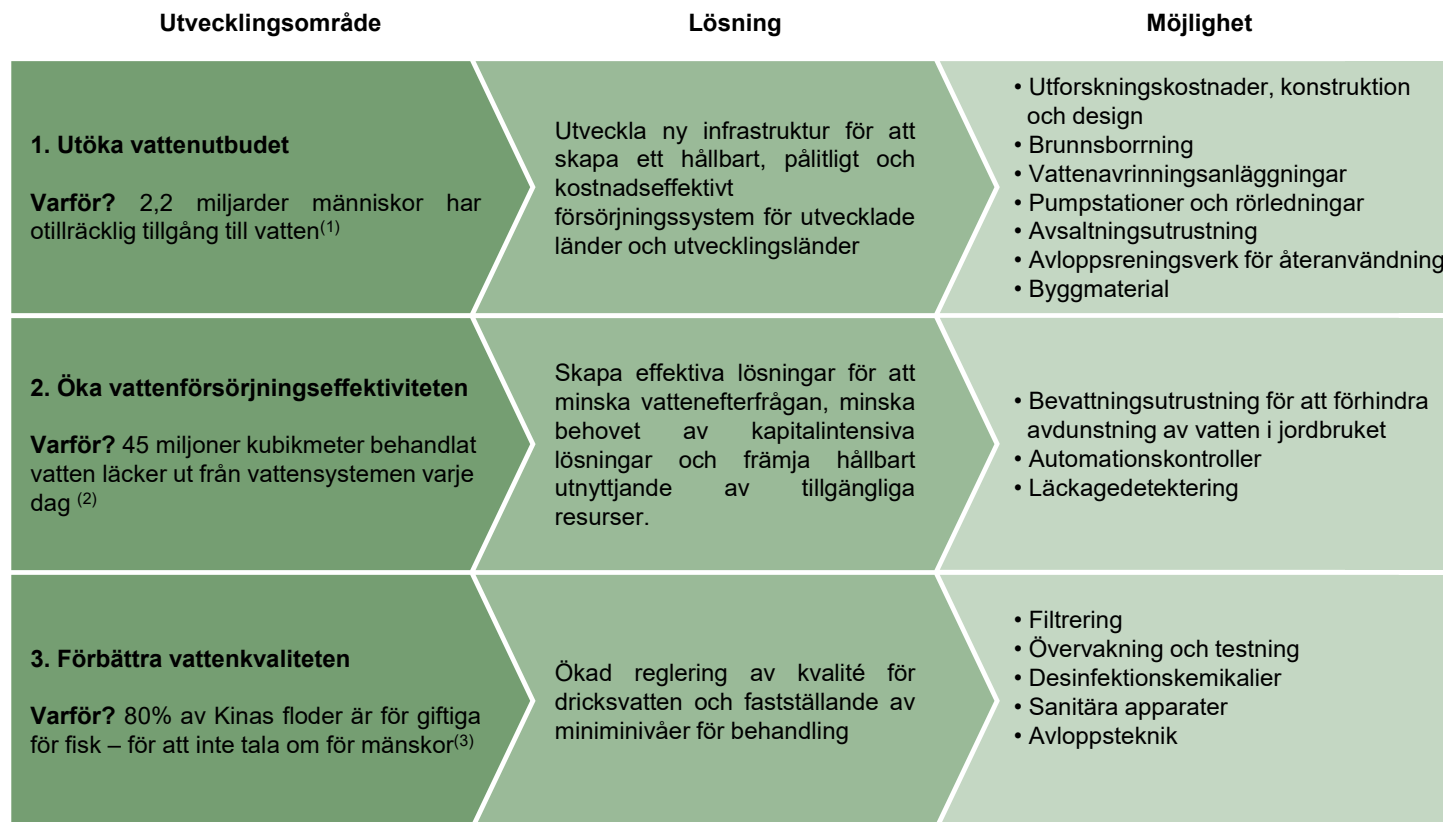 Utvecklingsområde
Lösning
Möjlighet
1. Utöka vattenutbudet
Varför? 2,2 miljarder människor har
otillräcklig tillgång till vatten(1)
Utveckla ny infrastruktur för att
skapa ett hållbart, pålitligt och
kostnadseffektivt
försörjningssystem för utvecklade
länder och utvecklingsländer
• Utforskningskostnader, konstruktion
och design
• Brunnsborrning
• Vattenavrinningsanläggningar
• Pumpstationer och rörledningar
• Avsaltningsutrustning
• Avloppsreningsverk för återanvändning
• Byggmaterial
2. Öka vattenförsörjningseffektiviteten
Varför? 45 miljoner kubikmeter behandlat
vatten läcker ut från vattensystemen varje
dag (2)
Skapa effektiva lösningar för att
minska vattenefterfrågan, minska
behovet av kapitalintensiva
lösningar och främja hållbart
utnyttjande av tillgängliga
resurser.
• Bevattningsutrustning för att förhindra
avdunstning av vatten i jordbruket
• Automationskontroller
• Läckagedetektering
3. Förbättra vattenkvaliteten
Varför? 80% av Kinas floder är för giftiga
för fisk – för att inte tala om för mänskor(3)
Ökad reglering av kvalité för
dricksvatten och fastställande av
miniminivåer för behandling
• Filtrering
• Övervakning och testning
• Desinfektionskemikalier
• Sanitära apparater
• Avloppsteknik